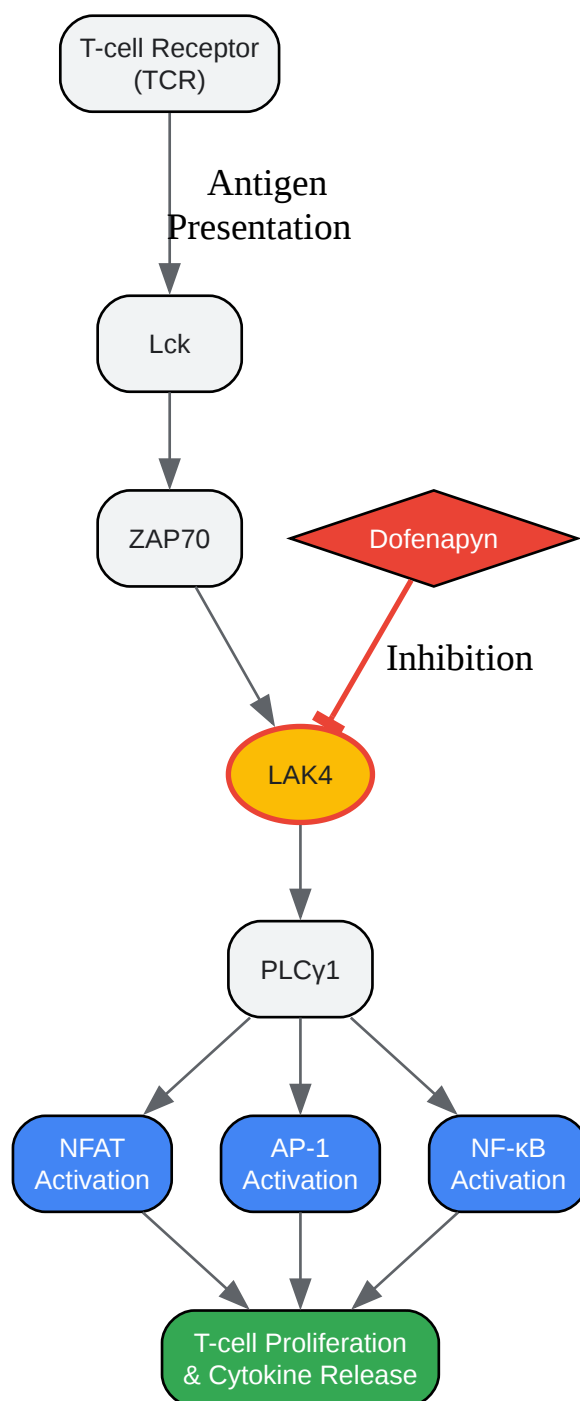 T-cell Receptor
(TCR)
Antigen
Presentation
Lck
ZAP70
Dofenapyn
Inhibition
LAK4
PLCγ1
NFAT
Activation
AP-1
Activation
NF-κB
Activation
T-cell Proliferation
& Cytokine Release